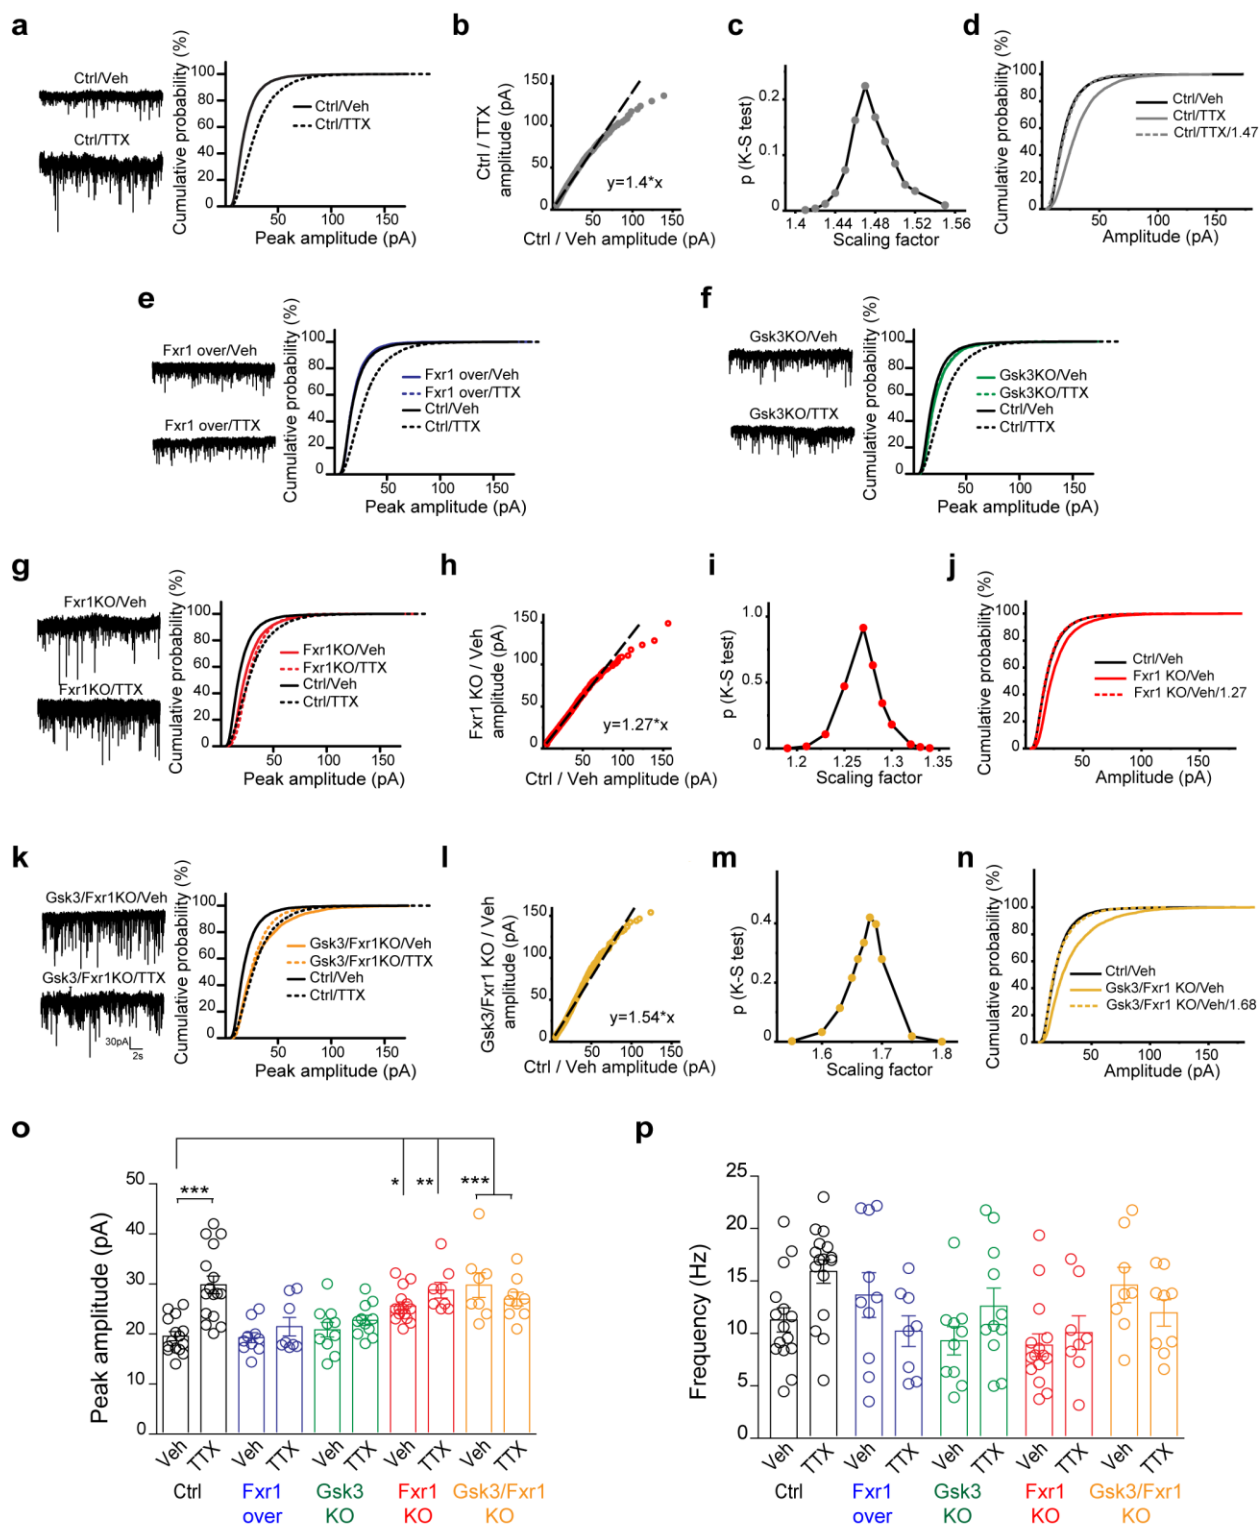 a
Ctrl/Veh
Ctrl/TTX
Cumulative probability (%)
100
80
60
40
20
0
50
100
150
Peak amplitude (pA)
Ctrl/Veh
Ctrl/TTX
b
Ctrl / TTX
amplitude (pA)
150
100
50
0
0
50
100
150
Ctrl / Veh amplitude (pA)
y=1.4*x
c
p (K-S test)
0.2
0.1
0
1.4
1.44
1.48
1.52
1.56
Scaling factor
d
Cumulative probability (%)
100
80
60
40
20
0
50
100
150
Amplitude (pA)
Ctrl/Veh
Ctrl/TTX
Ctrl/TTX/1.47
e
Fxr1 over/Veh
Fxr1 over/TTX
Cumulative probability (%)
100
80
60
40
20
0
50
100
150
Peak amplitude (pA)
Fxr1 over/Veh
Fxr1 over/TTX
Ctrl/Veh
Ctrl/TTX
f
Gsk3KO/Veh
Gsk3KO/TTX
Cumulative probability (%)
100
80
60
40
20
0
50
100
150
Peak amplitude (pA)
Gsk3KO/Veh
Gsk3KO/TTX
Ctrl/Veh
Ctrl/TTX
g
Fxr1KO/Veh
Fxr1KO/TTX
Cumulative probability (%)
100
80
60
40
20
0
50
100
150
Peak amplitude (pA)
Fxr1KO/Veh
Fxr1KO/TTX
Ctrl/Veh
Ctrl/TTX
h
Fxr1 KO / Veh
amplitude (pA)
150
100
50
0
0
50
100
150
Ctrl / Veh amplitude (pA)
y=1.27*x
i
p (K-S test)
1.0
0.5
0
1.2
1.25
1.30
1.35
Scaling factor
j
Cumulative probability (%)
100
80
60
40
20
0
50
100
150
Amplitude (pA)
Ctrl/Veh
Fxr1 KO/Veh
Fxr1 KO/Veh/1.27
k
Gsk3/Fxr1KO/Veh
Gsk3/Fxr1KO/TTX
30pA
2s
Cumulative probability (%)
100
80
60
40
20
0
50
100
150
Peak amplitude (pA)
Gsk3/Fxr1KO/Veh
Gsk3/Fxr1KO/TTX
Ctrl/Veh
Ctrl/TTX
l
Gsk3/Fxr1 KO / Veh
amplitude (pA)
150
100
50
0
0
50
100
150
Ctrl / Veh amplitude (pA)
y=1.54*x
m
p (K-S test)
0.4
0.2
0
1.6
1.7
1.8
Scaling factor
n
Cumulative probability (%)
100
80
60
40
20
0
50
100
150
Amplitude (pA)
Ctrl/Veh
Gsk3/Fxr1 KO/Veh
Gsk3/Fxr1 KO/Veh/1.68
o
Peak amplitude (pA)
50
40
30
20
10
0
***
*
**
***
Veh TTX Veh TTX Veh TTX Veh TTX Veh TTX
Ctrl Fxr1 Gsk3 Fxr1 Gsk3/Fxr1
over KO KO KO
p
Frequency (Hz)
25
20
15
10
5
0
Veh TTX Veh TTX Veh TTX Veh TTX Veh TTX
Ctrl Fxr1 Gsk3 Fxr1 Gsk3/Fxr1
over KO KO KO